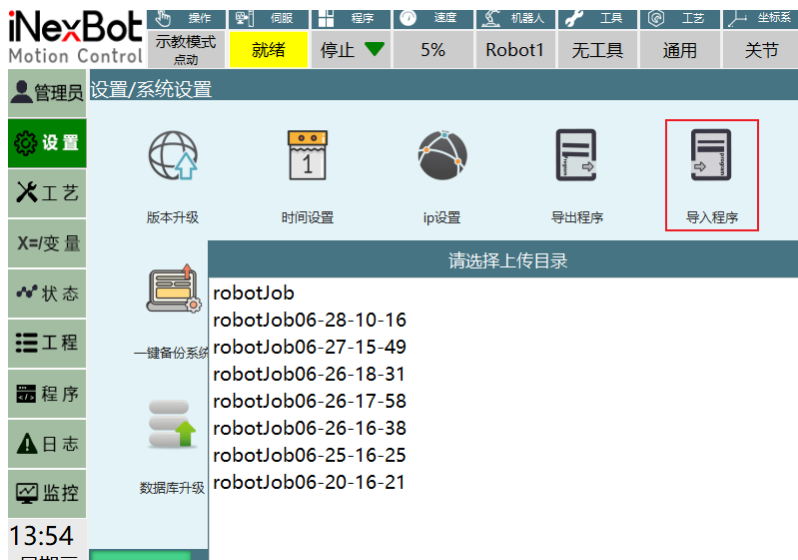 iNexBot
Motion Control
操作 伺服 程序 速度 机器人 工具 工艺 坐标系
示教模式
点动
就绪 停止 5% Robot1 无工具 通用 关节
管理员
设置/系统设置
设置
1
Program
program
版本升级 时间设置 ip设置 导出程序 导入程序
工艺
X=/变量
请选择上传目录
状态
robotJob
robotJob06-28-10-16
工程
一键备份系统
robotJob06-27-15-49
robotJob06-26-18-31
程序
robotJob06-26-17-58
robotJob06-26-16-38
日志
robotJob06-25-16-25
数据库升级
robotJob06-20-16-21
监控
13:54